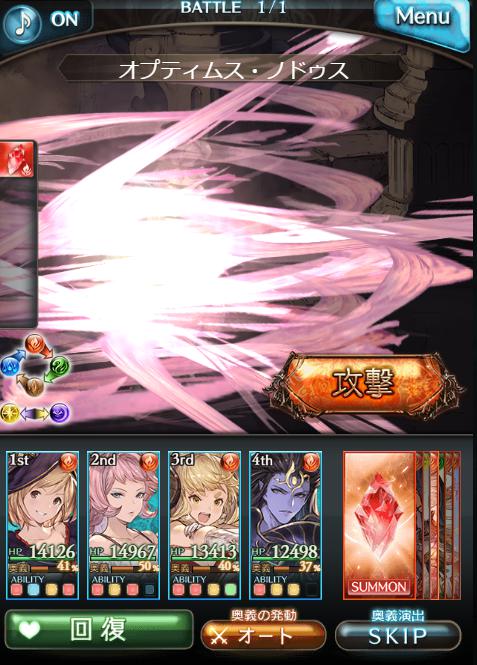 ON
BATTLE 1/1
Menu
オプティムス・ノドゥス
攻撃
1st
2nd
3rd
4th
HP 14126
HP 14967
HP 13413
HP 12498
奥義 41%
奥義 50%
奥義 40%
奥義 37%
ABILITY
ABILITY
ABILITY
ABILITY
SUMMON
回復
奥義の発動
オート
奥義演出
SKIP